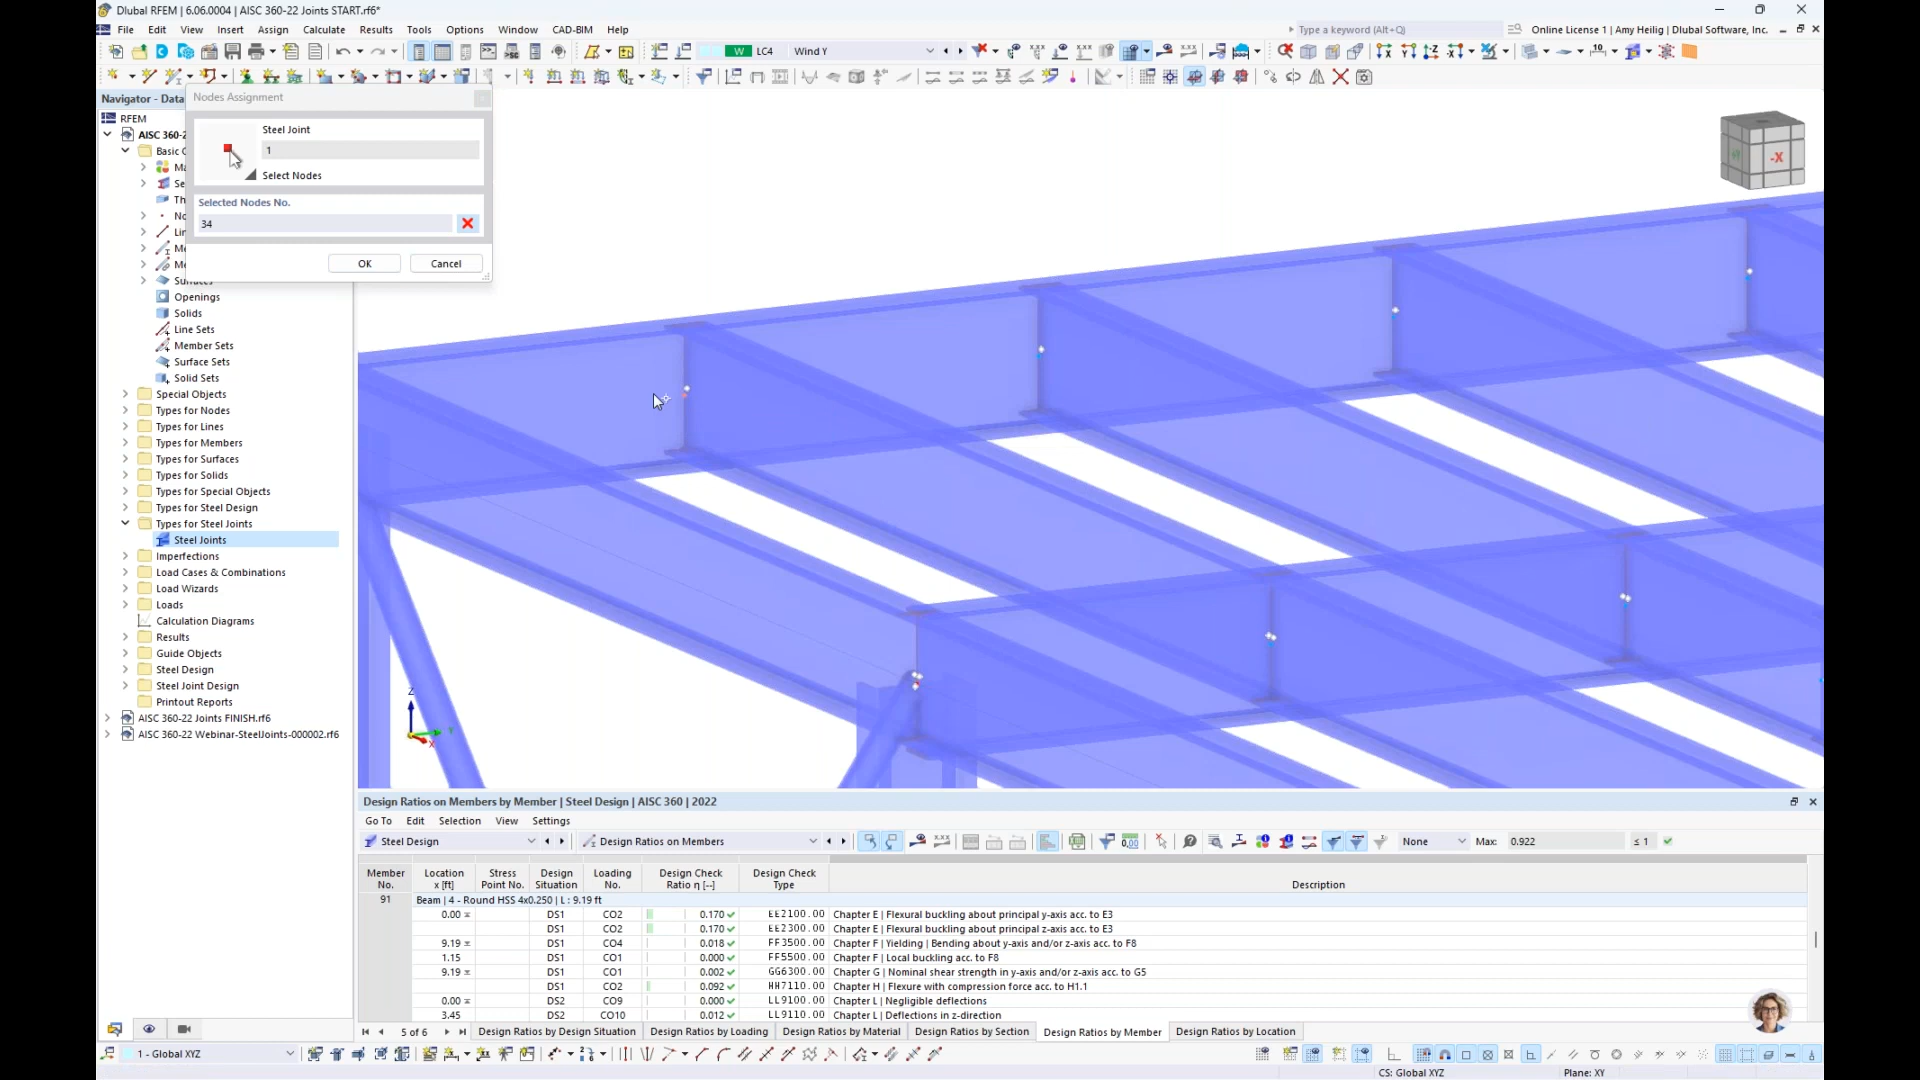 Dlubal RFEM | 6.06.0004 | AISC 360-22 Joints START.rf6*
File Edit View Insert Assign Calculate Results Tools Options Window CAD-BIM Help
Type a keyword (Alt+Q)
Online License 1 | Amy Heilig | Dlubal Software, Inc.
W LC4 Wind Y
Navigator - Data
Nodes Assignment
Steel Joint
1
Select Nodes
Selected Nodes No.
34
OK Cancel
RFEM
AISC 360-2
Basic O
Ma
Se
Th
No
Lin
Me
Me
Surfaces
Openings
Solids
Line Sets
Member Sets
Surface Sets
Solid Sets
Special Objects
Types for Nodes
Types for Lines
Types for Members
Types for Surfaces
Types for Solids
Types for Special Objects
Types for Steel Design
Types for Steel Joints
Steel Joints
Imperfections
Load Cases & Combinations
Load Wizards
Loads
Calculation Diagrams
Results
Guide Objects
Steel Design
Steel Joint Design
Printout Reports
AISC 360-22 Joints FINISH.rf6
AISC 360-22 Webinar-SteelJoints-000002.rf6
-X
Z
Y
X
Design Ratios on Members by Member | Steel Design | AISC 360 | 2022
Go To Edit Selection View Settings
Steel Design Design Ratios on Members None Max: 0.922 ≤ 1
Member No. Location x [ft] Stress Point No. Design Situation Loading No. Design Check Ratio η [--] Design Check Type Description
91 Beam | 4 - Round HSS 4x0.250 | L : 9.19 ft
0.00 DS1 CO2 0.170 EE2100.00 Chapter E | Flexural buckling about principal y-axis acc. to E3
DS1 CO2 0.170 EE2300.00 Chapter E | Flexural buckling about principal z-axis acc. to E3
9.19 DS1 CO4 0.018 FF3500.00 Chapter F | Yielding | Bending about y-axis and/or z-axis acc. to F8
1.15 DS1 CO1 0.000 FF5500.00 Chapter F | Local buckling acc. to F8
9.19 DS1 CO1 0.002 GG6300.00 Chapter G | Nominal shear strength in y-axis and/or z-axis acc. to G5
DS1 CO2 0.092 HH7110.00 Chapter H | Flexure with compression force acc. to H1.1
0.00 DS2 CO9 0.000 LL9100.00 Chapter L | Negligible deflections
3.45 DS2 CO10 0.012 LL9110.00 Chapter L | Deflections in z-direction
5 of 6 Design Ratios by Design Situation Design Ratios by Loading Design Ratios by Material Design Ratios by Section Design Ratios by Member Design Ratios by Location
1 - Global XYZ
CS: Global XYZ Plane: XY